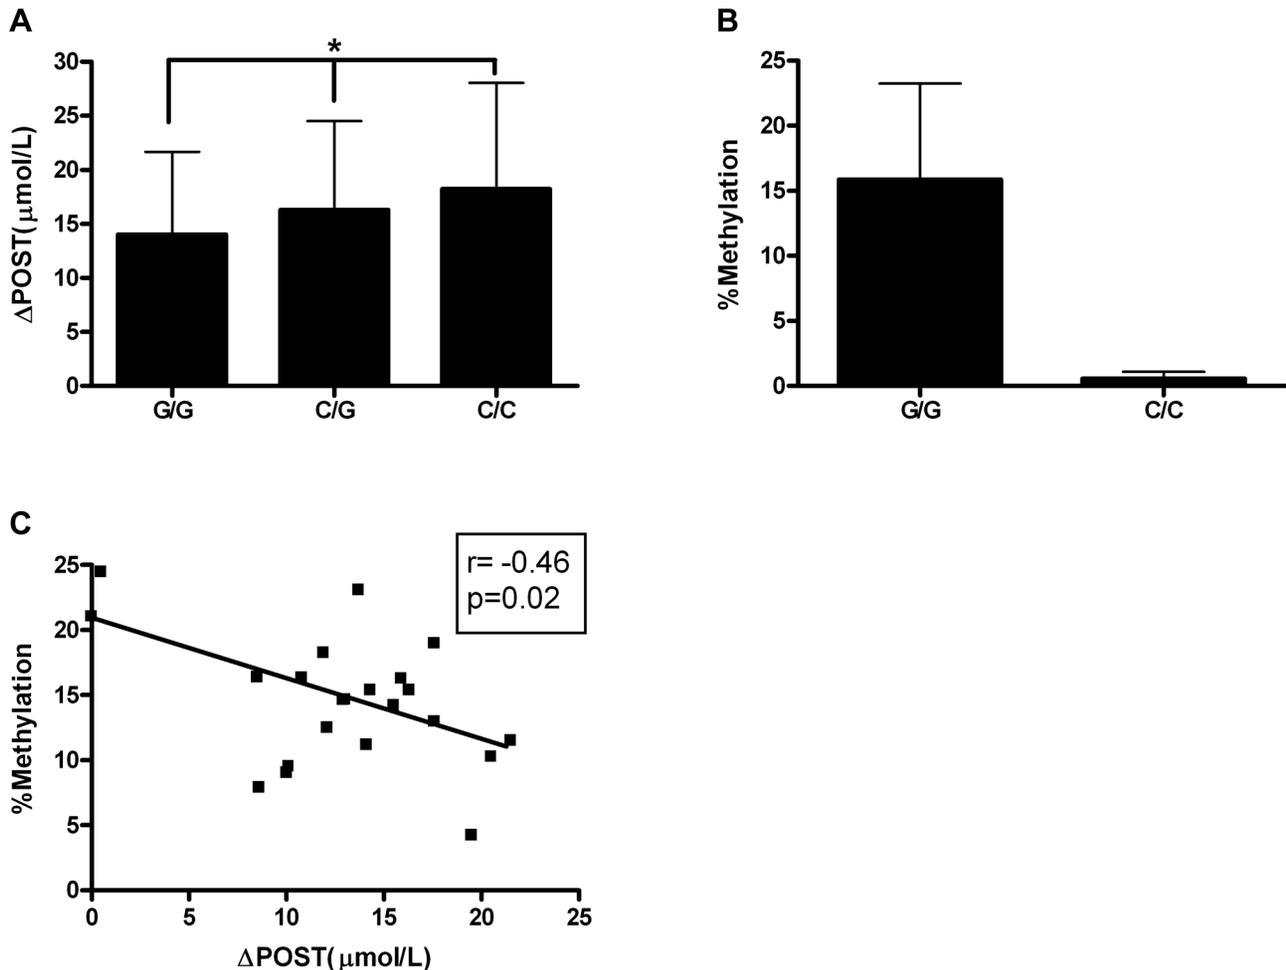 A
*
ΔPOST(μmol/L)
30
25
20
15
10
5
0
G/G C/G C/C
B
%Methylation
25
20
15
10
5
0
G/G C/C
C
r= -0.46
p=0.02
%Methylation
25
20
15
10
5
0
0 5 10 15 20 25
ΔPOST(μmol/L)